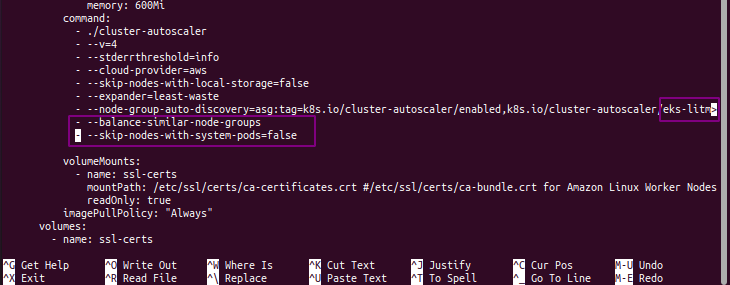 memory: 600Mi
command:
- ./cluster-autoscaler
- --v=4
- --stderrthreshold=info
- --cloud-provider=aws
- --skip-nodes-with-local-storage=false
- --expander=least-waste
- --node-group-auto-discovery=asg:tag=k8s.io/cluster-autoscaler/enabled,k8s.io/cluster-autoscaler/eks-litm>
- --balance-similar-node-groups
- --skip-nodes-with-system-pods=false
volumeMounts:
- name: ssl-certs
mountPath: /etc/ssl/certs/ca-certificates.crt #/etc/ssl/certs/ca-bundle.crt for Amazon Linux Worker Nodes
readOnly: true
imagePullPolicy: "Always"
volumes:
- name: ssl-certs
^G Get Help ^O Write Out ^W Where Is ^K Cut Text ^J Justify ^C Cur Pos M-U Undo
^X Exit ^R Read File ^\ Replace ^U Paste Text ^T To Spell ^_ Go To Line M-E Redo